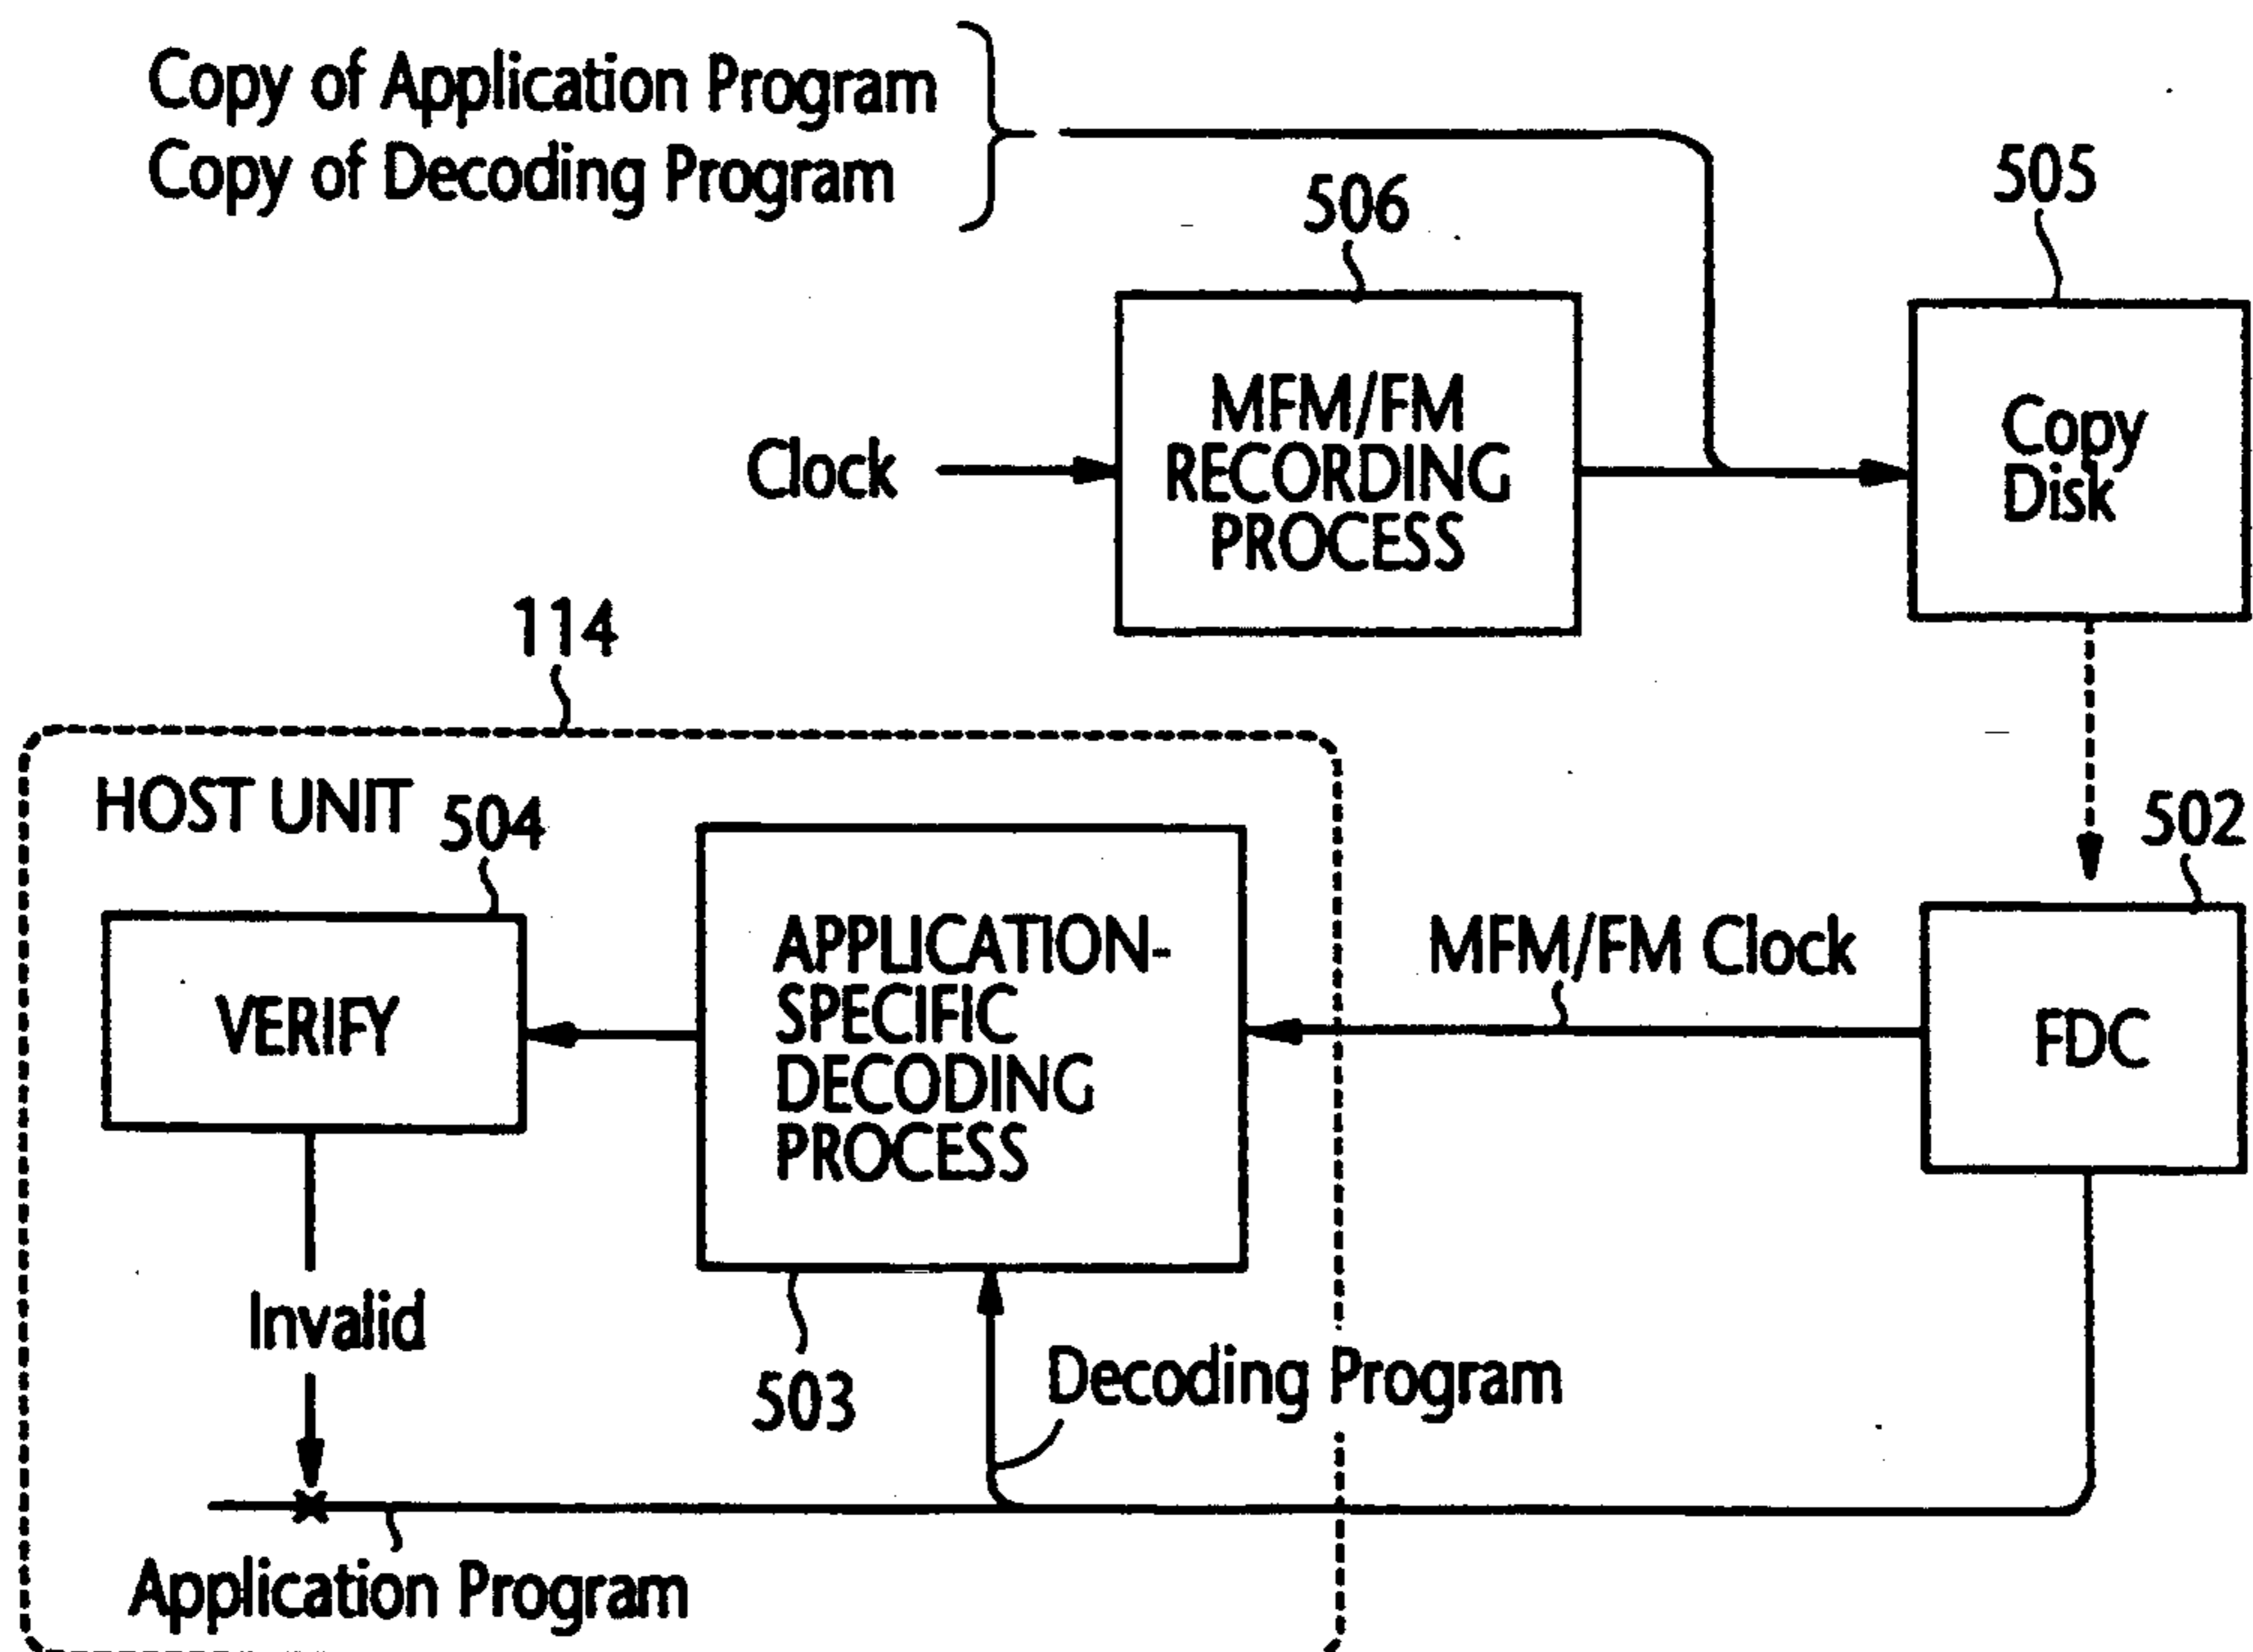 Copy of Application Program
Copy of Decoding Program
506
505
MFM/FM
RECORDING
PROCESS
Clock
Copy
Disk
114
HOST UNIT
504
502
VERIFY
APPLICATION-
SPECIFIC
DECODING
PROCESS
MFM/FM Clock
FDC
Invalid
503
Decoding Program
Application Program